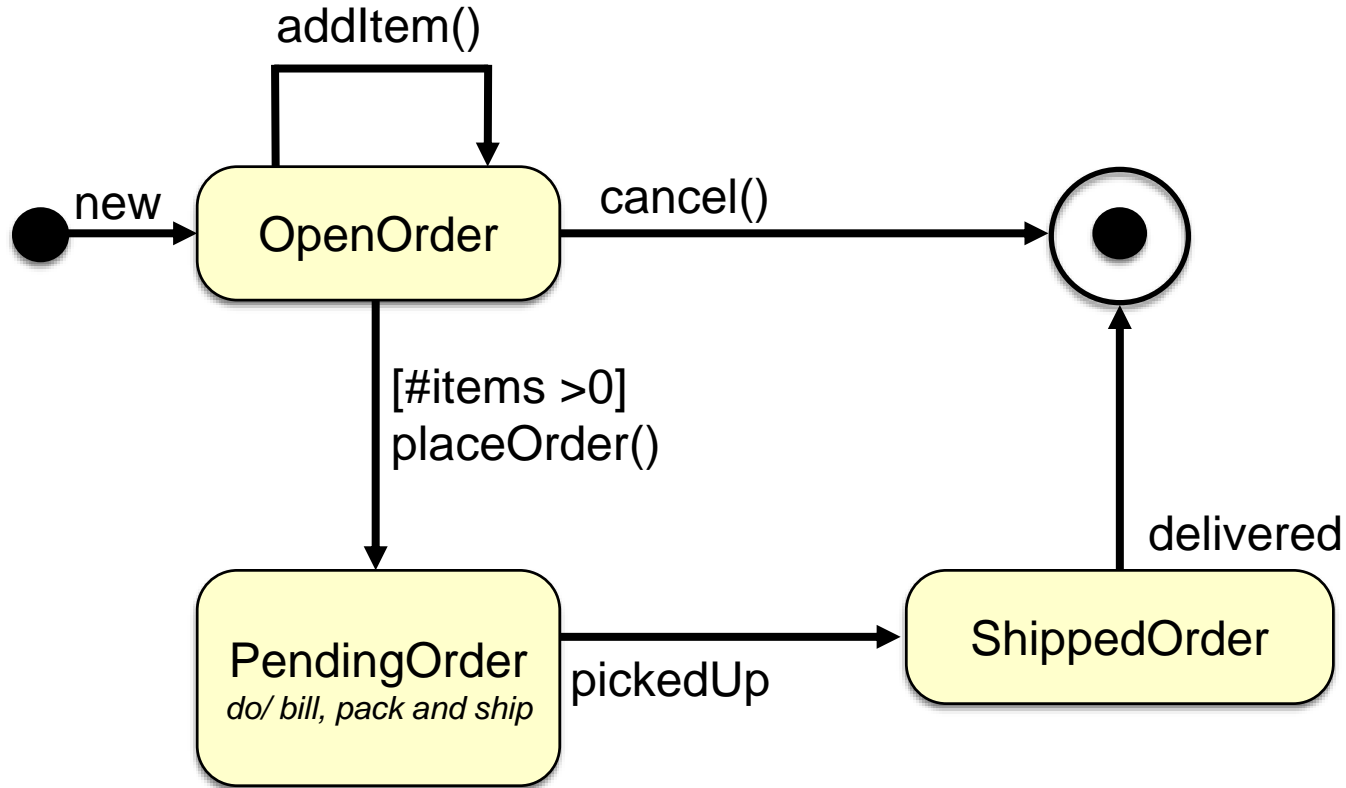 addItem()
new
OpenOrder
cancel()
[#items >0]
placeOrder()
delivered
PendingOrder
do/ bill, pack and ship
pickedUp
ShippedOrder